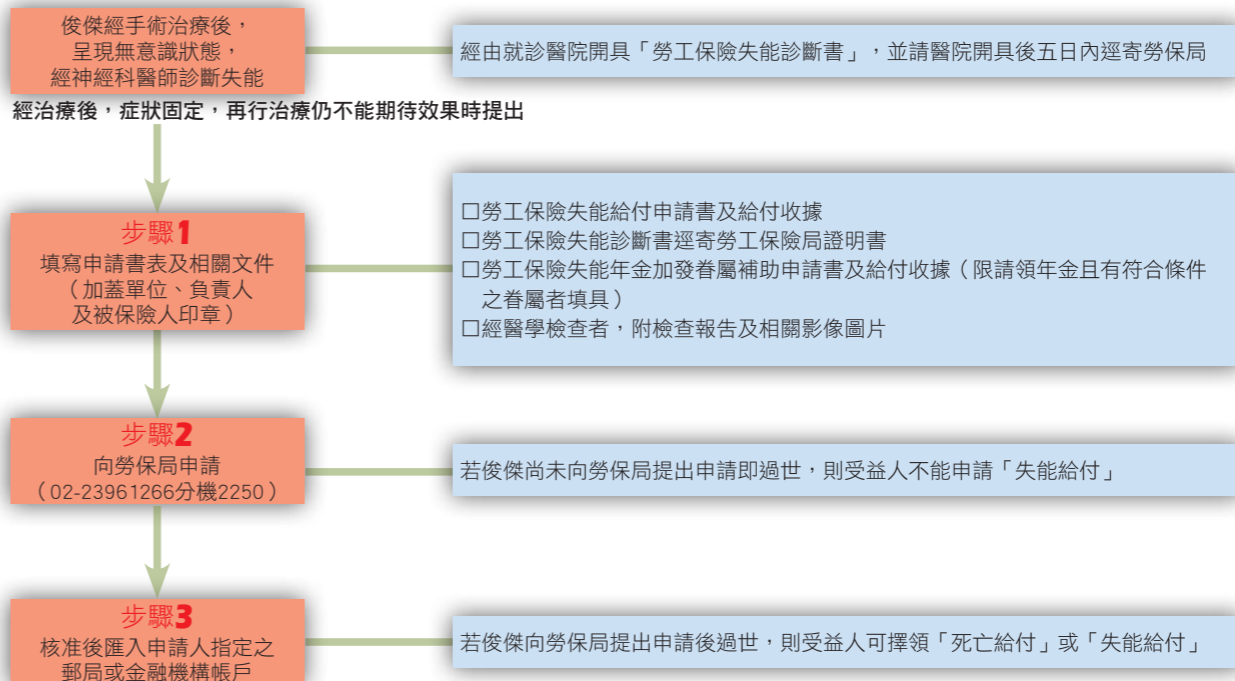 俊傑經手術治療後，
呈現無意識狀態，
經神經科醫師診斷失能
經由就診醫院開具「勞工保險失能診斷書」，並請醫院開具後五日內逕寄勞保局
經治療後，症狀固定，再行治療仍不能期待效果時提出
步驟1
填寫申請書表及相關文件
（加蓋單位、負責人
及被保險人印章）
□勞工保險失能給付申請書及給付收據
□勞工保險失能診斷書逕寄勞工保險局證明書
□勞工保險失能年金加發眷屬補助申請書及給付收據（限請領年金且有符合條件
之眷屬者填具）
□經醫學檢查者，附檢查報告及相關影像圖片
步驟2
向勞保局申請
（02-23961266分機2250）
若俊傑尚未向勞保局提出申請即過世，則受益人不能申請「失能給付」
步驟3
核准後匯入申請人指定之
郵局或金融機構帳戶
若俊傑向勞保局提出申請後過世，則受益人可擇領「死亡給付」或「失能給付」